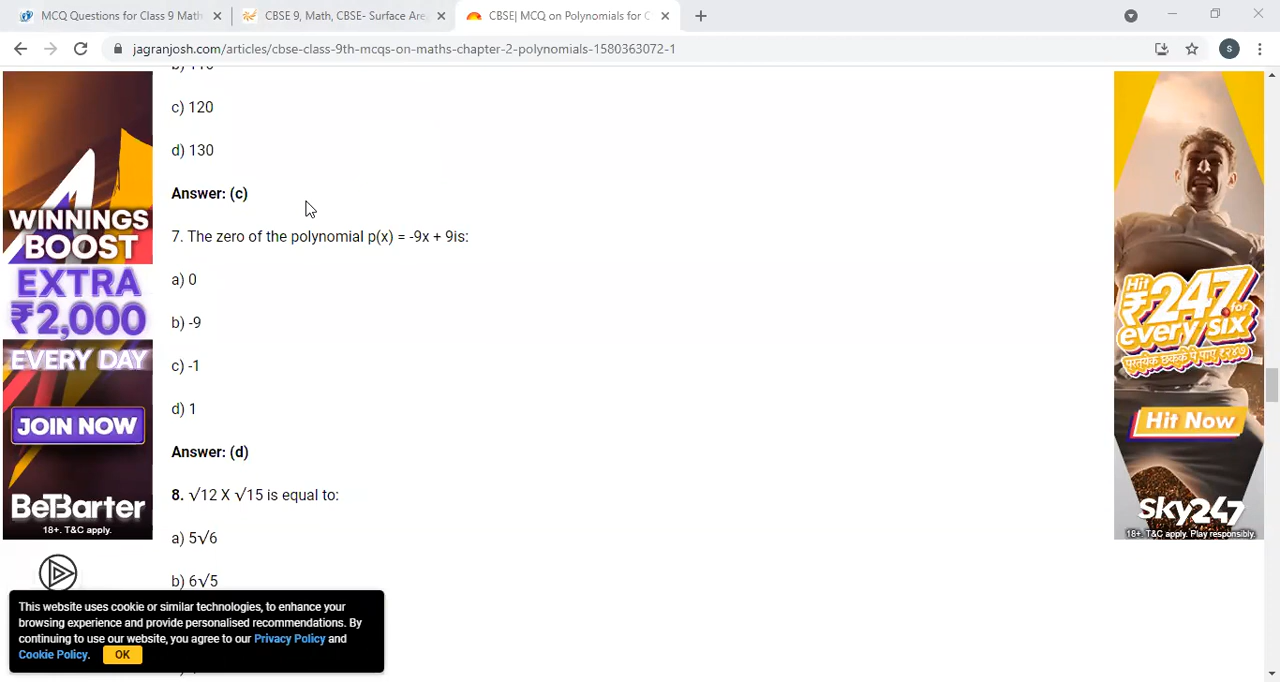 MCQ Questions for Class 9 Math
CBSE 9, Math, CBSE- Surface Are
CBSE| MCQ on Polynomials for C
jagranjosh.com/articles/cbse-class-9th-mcqs-on-maths-chapter-2-polynomials-1580363072-1
S
c) 120
d) 130
Answer: (c)
7. The zero of the polynomial p(x) = -9x + 9is:
a) 0
b) -9
c) -1
d) 1
Answer: (d)
8. √12 X √15 is equal to:
a) 5√6
b) 6√5
WINNINGS
BOOST
EXTRA
₹2,000
EVERY DAY
JOIN NOW
BeBarter
18+. T&C apply.
Hit
₹247 for
every six
प्रत्येक छक्के पे पाए ₹२४७
Hit Now
Sky247
18+. T&C apply. Play responsibly.
This website uses cookie or similar technologies, to enhance your
browsing experience and provide personalised recommendations. By
continuing to use our website, you agree to our Privacy Policy and
Cookie Policy. OK